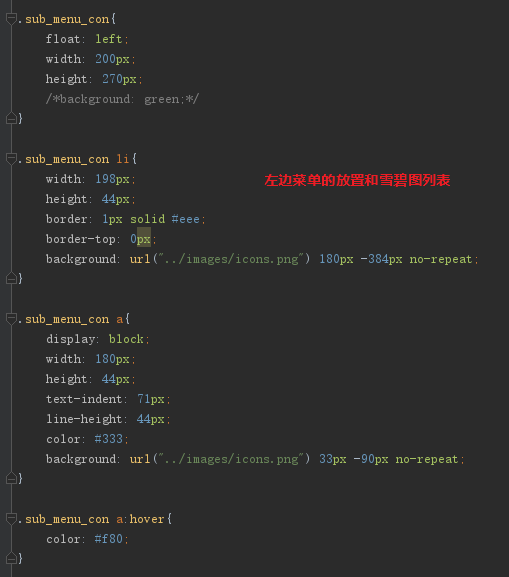 .sub_menu_con{
float: left;
width: 200px;
height: 270px;
/*background: green;*/
}
.sub_menu_con li{
width: 198px;
左边菜单的放置和雪碧图列表
height: 44px;
border: 1px solid #eee;
border-top: 0px;
background: url("../images/icons.png") 180px -384px no-repeat;
}
.sub_menu_con a{
display: block;
width: 180px;
height: 44px;
text-indent: 71px;
line-height: 44px;
color: #333;
background: url("../images/icons.png") 33px -90px no-repeat;
}
.sub_menu_con a:hover{
color: #f80;
}